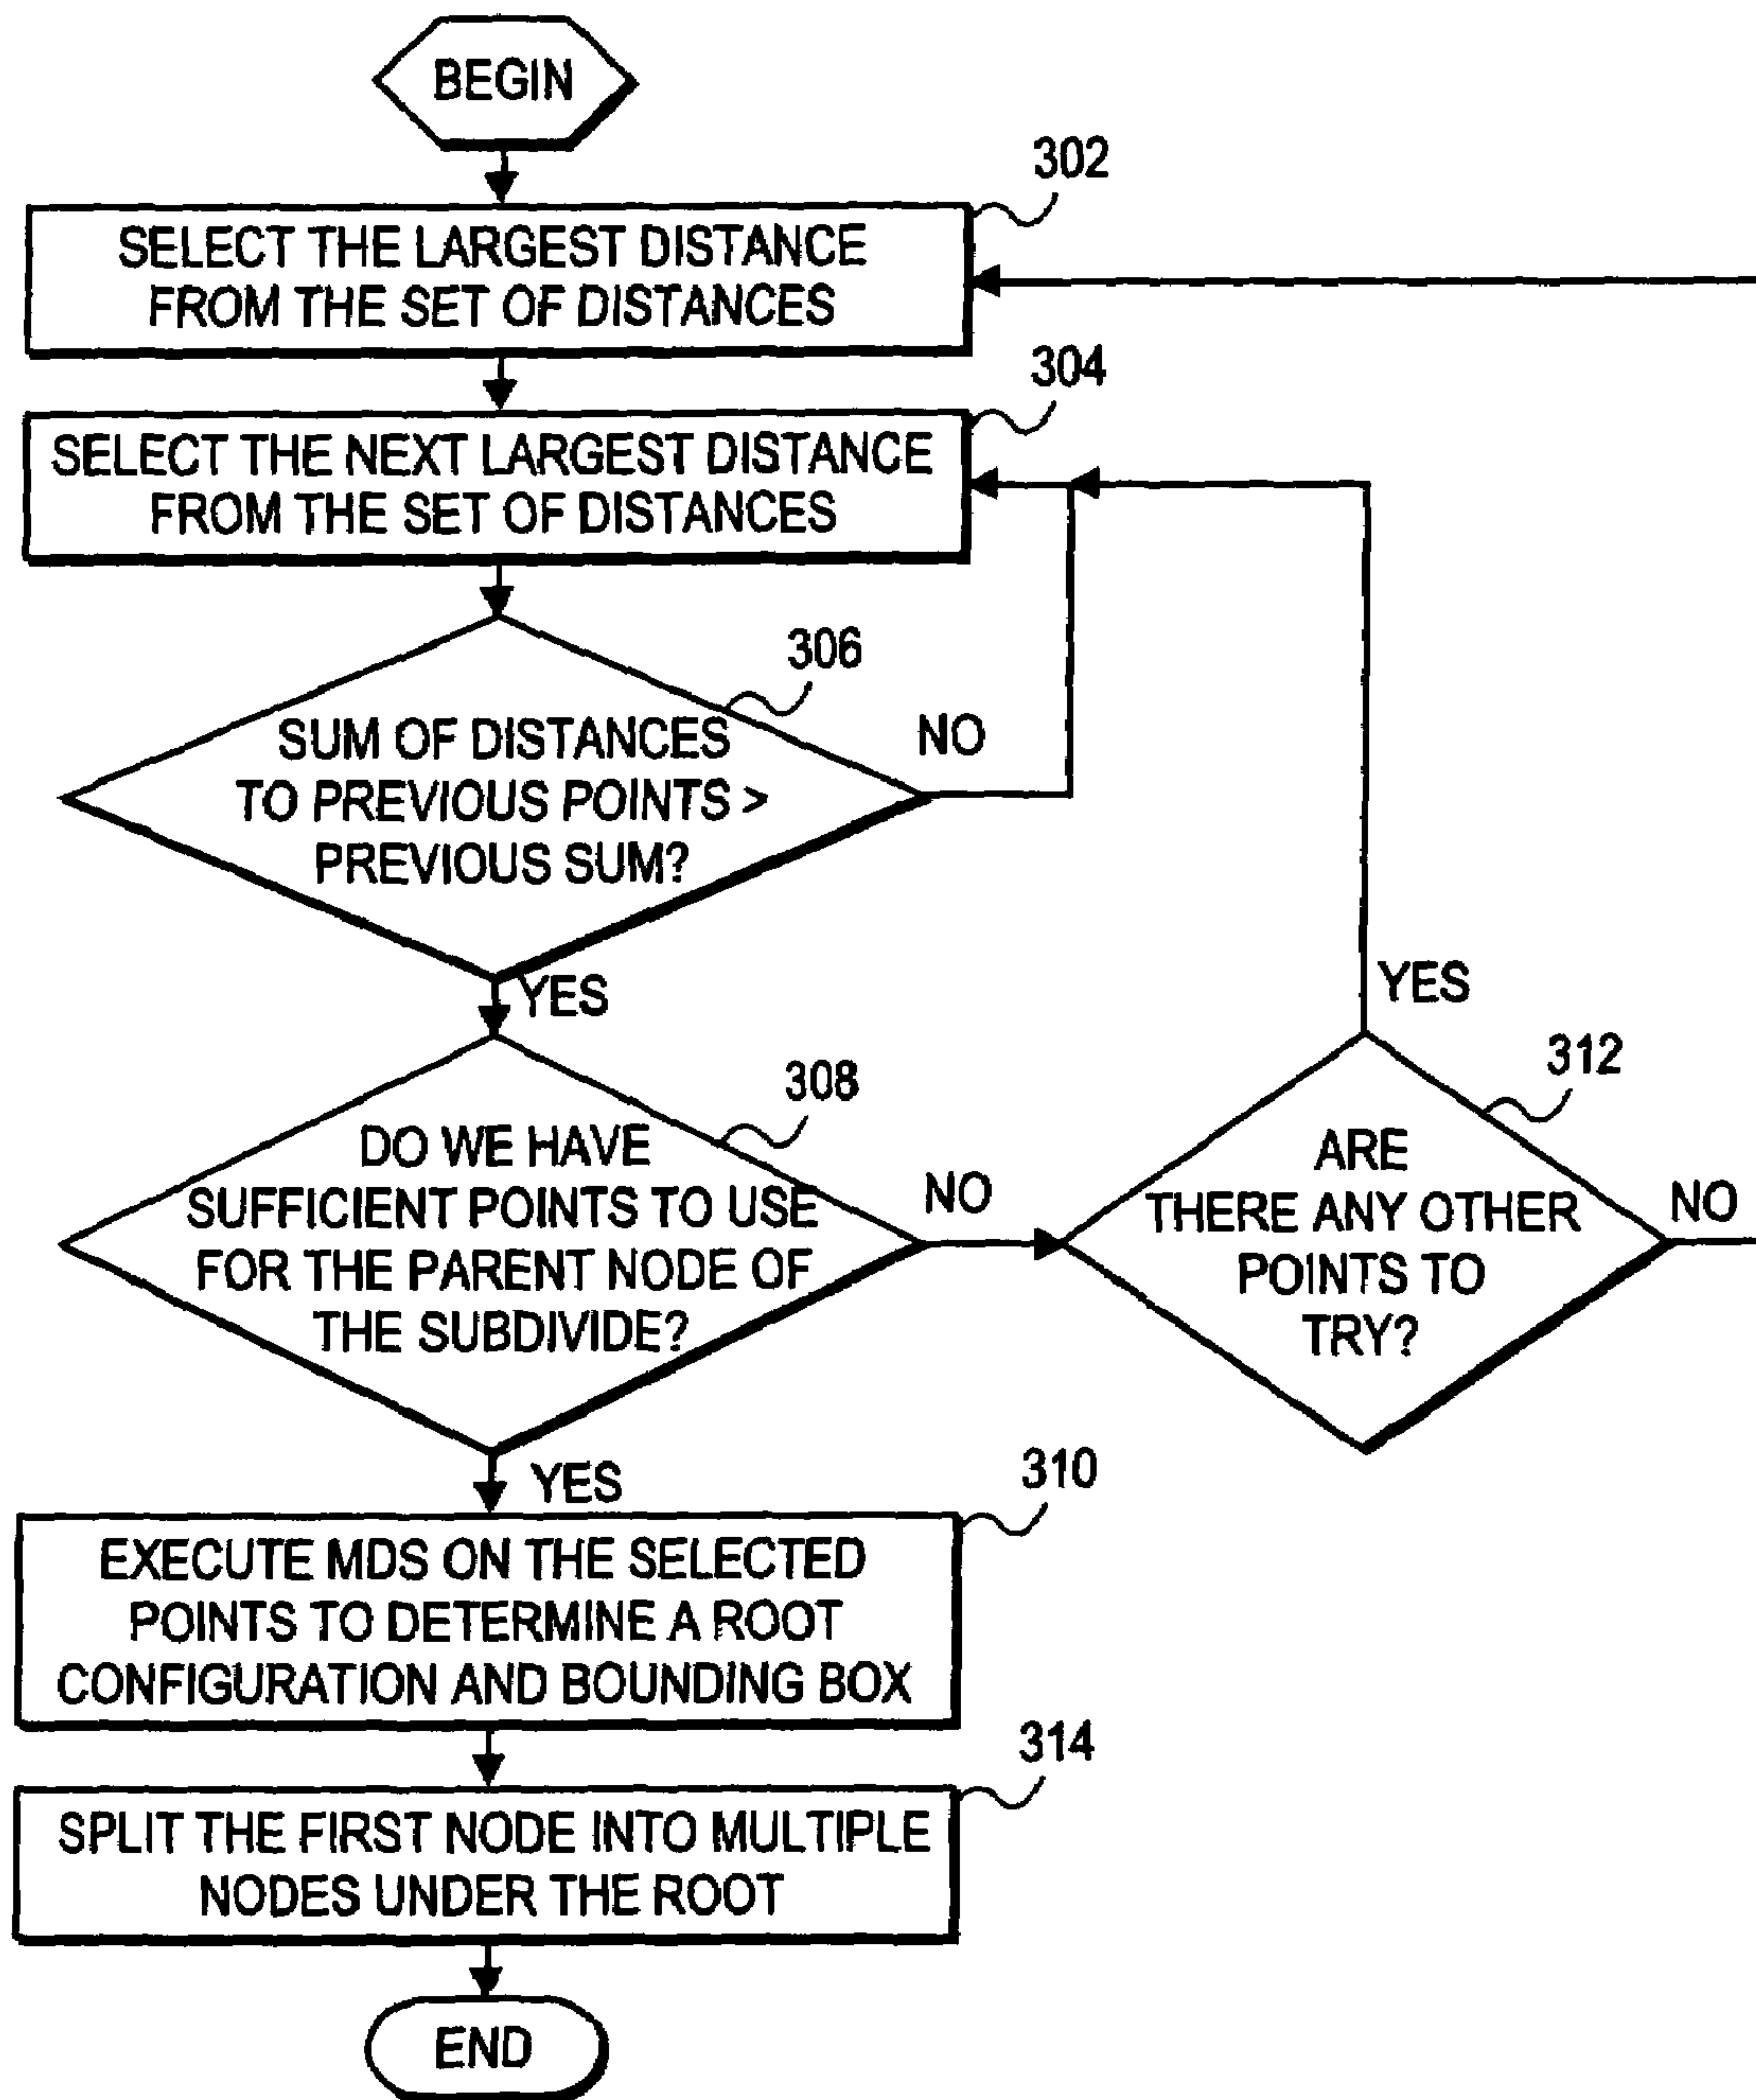 BEGIN
302
SELECT THE LARGEST DISTANCE
FROM THE SET OF DISTANCES
304
SELECT THE NEXT LARGEST DISTANCE
FROM THE SET OF DISTANCES
306
SUM OF DISTANCES
TO PREVIOUS POINTS >
PREVIOUS SUM?
NO
YES
308
DO WE HAVE
SUFFICIENT POINTS TO USE
FOR THE PARENT NODE OF
THE SUBDIVIDE?
NO
YES
312
ARE
THERE ANY OTHER
POINTS TO
TRY?
NO
YES
310
EXECUTE MDS ON THE SELECTED
POINTS TO DETERMINE A ROOT
CONFIGURATION AND BOUNDING BOX
314
SPLIT THE FIRST NODE INTO MULTIPLE
NODES UNDER THE ROOT
END